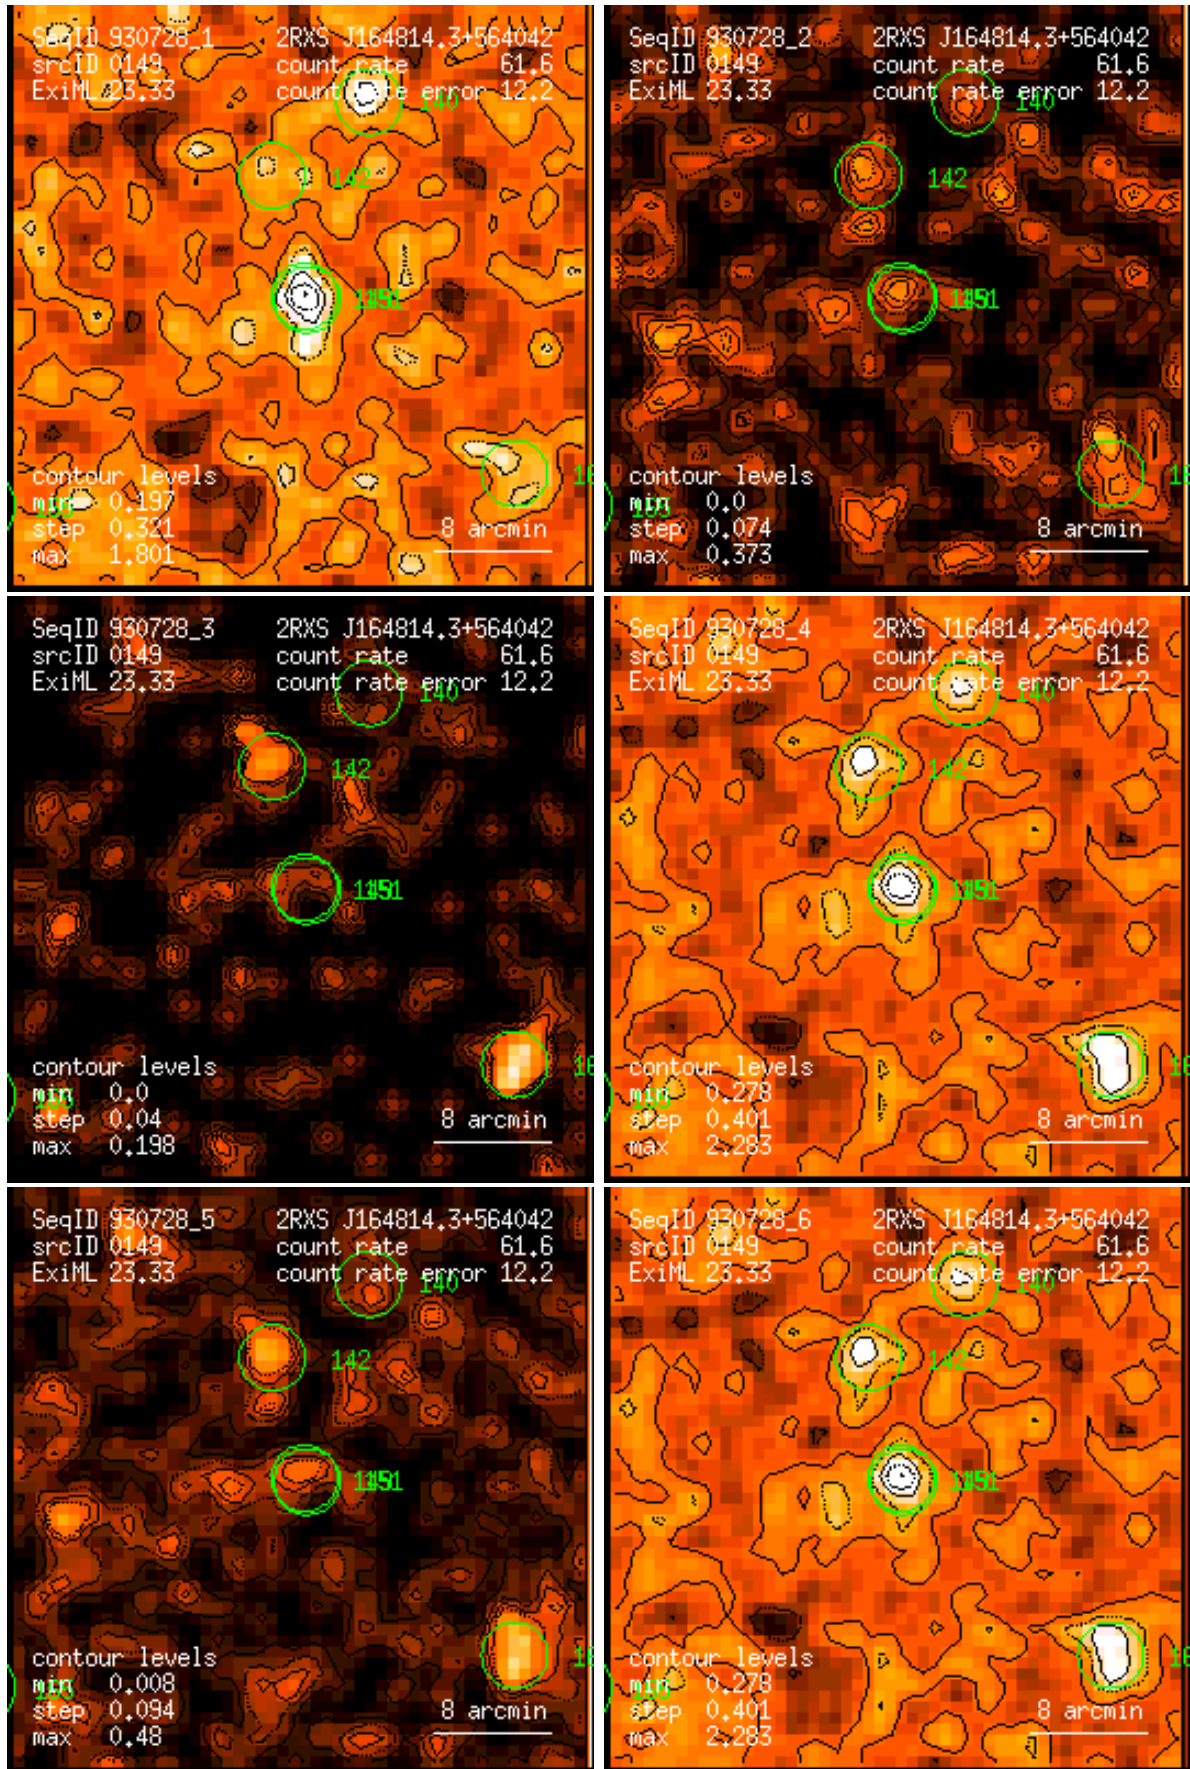 SeqID 930728_1 2RXS J164814.3+564042
srcID 0149 count rate 61.6
ExiML 23.33 count rate error 12.2
140
142
contour levels
min 0.197
step 0.321 8 arcmin
max 1.801
SeqID 930728_2 2RXS J164814.3+564042
srcID 0149 count rate 61.6
ExiML 23.33 count rate error 12.2
140
142
contour levels
min 0.0
step 0.074 8 arcmin
max 0.373
SeqID 930728_3 2RXS J164814.3+564042
srcID 0149 count rate 61.6
ExiML 23.33 count rate error 12.2
140
142
contour levels
min 0.0
step 0.04 8 arcmin
max 0.198
SeqID 930728_4 2RXS J164814.3+564042
srcID 0149 count rate 61.6
ExiML 23.33 count rate error 12.2
140
142
contour levels
min 0.278
step 0.401 8 arcmin
max 2.283
SeqID 930728_5 2RXS J164814.3+564042
srcID 0149 count rate 61.6
ExiML 23.33 count rate error 12.2
140
142
contour levels
min 0.008
step 0.094 8 arcmin
max 0.48
SeqID 930728_6 2RXS J164814.3+564042
srcID 0149 count rate 61.6
ExiML 23.33 count rate error 12.2
140
142
contour levels
min 0.278
step 0.401 8 arcmin
max 2.283